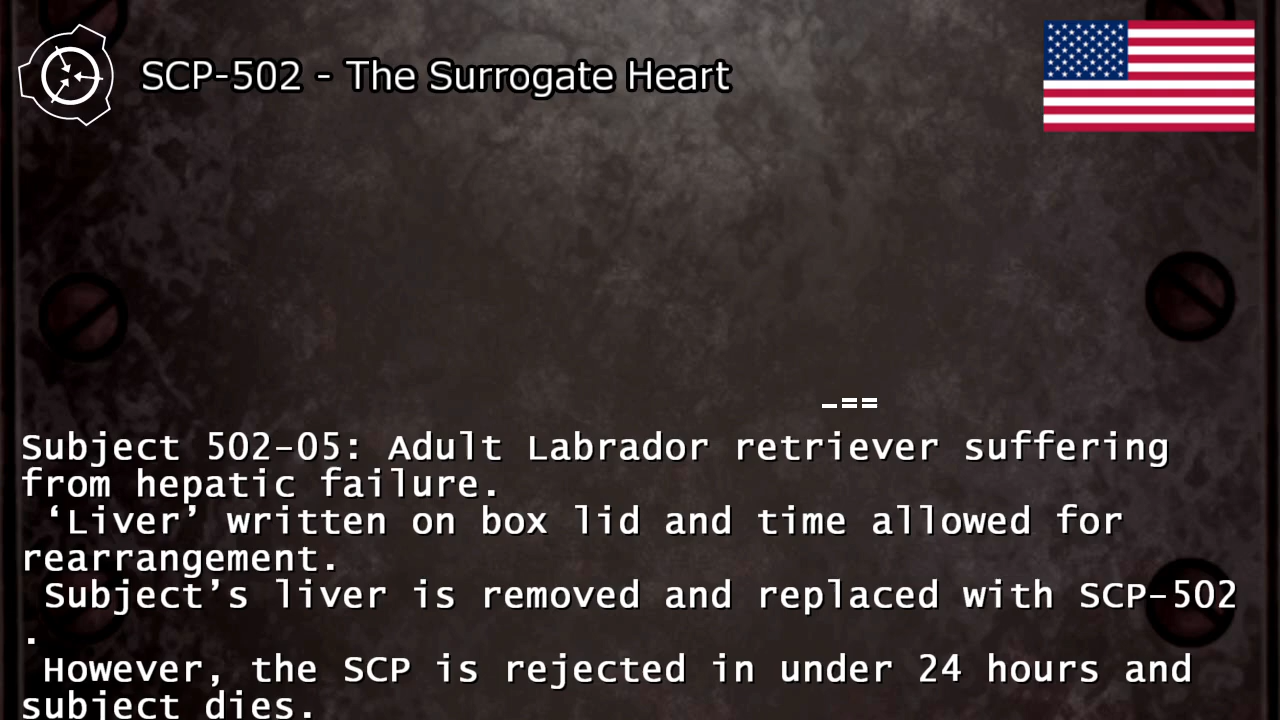 SCP-502 - The Surrogate Heart
-==
Subject 502-05: Adult Labrador retriever suffering
from hepatic failure.
‘Liver’ written on box lid and time allowed for
rearrangement.
Subject’s liver is removed and replaced with SCP-502
.
However, the SCP is rejected in under 24 hours and
subject dies.